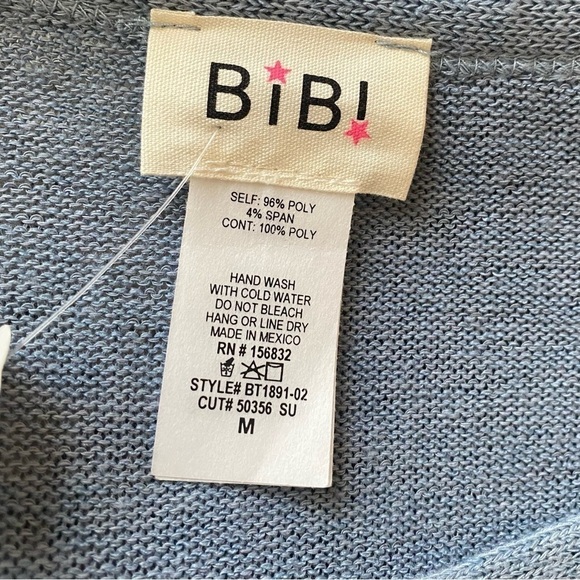 BiB!
SELF: 96% POLY
4% SPAN
CONT: 100% POLY
HAND WASH
WITH COLD WATER
DO NOT BLEACH
HANG OR LINE DRY
MADE IN MEXICO
RN # 156832
STYLE# BT1891-02
CUT# 50356 SU
M